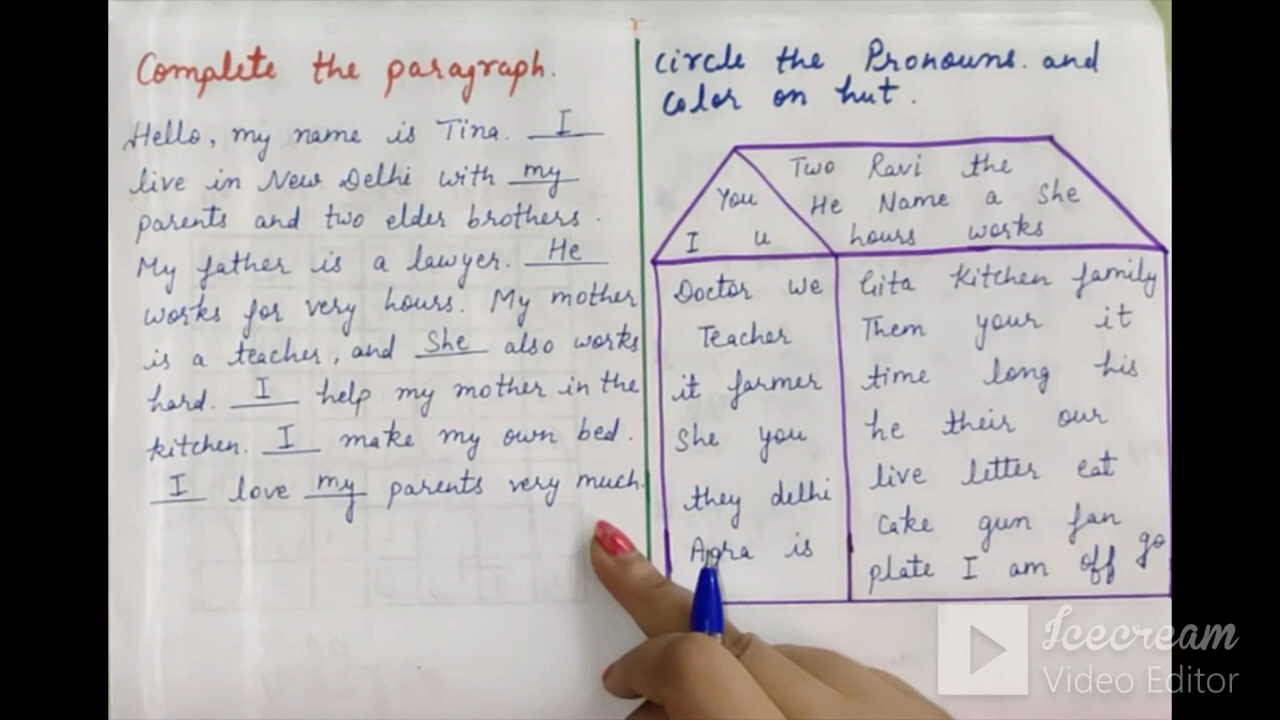 Complete the paragraph.
Hello, my name is Tina. I
live in New Delhi with my
parents and two elder brothers.
My father is a lawyer. He
works for very hours. My mother
is a teacher, and She also works
hard. I help my mother in the
kitchen. I make my own bed.
I love my parents very much.
Circle the Pronouns. and
Color on hut.
You
I u
Two Ravi the
He Name a She
hours works
Doctor we
Teacher
it farmer
She you
they delhi
Agra is
Gita kitchen family
Them your it
time long his
he their our
live letter eat
Cake gun fan
plate I am off go
Icecream
Video Editor